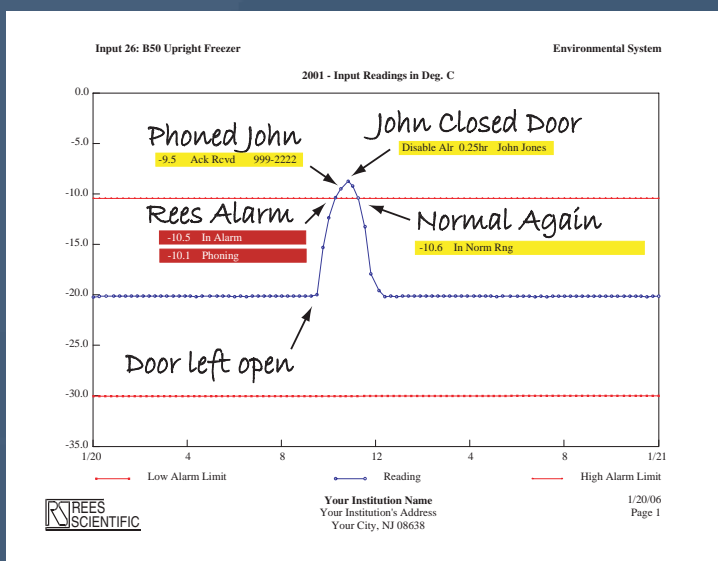 Input 26: B50 Upright Freezer
Environmental System
2001 - Input Readings in Deg. C
0.0
Phoned John
John Closed Door
-5.0
-9.5 Ack Rcvd 999-2222
Disable Alr 0.25hr John Jones
-10.0
Rees Alarm
Normal Again
-10.5 In Alarm
-10.6 In Norm Rng
-15.0
-10.1 Phoning
-20.0
-25.0
Door left open
-30.0
-35.0
1/20 4 8 12 4 8 1/21
Low Alarm Limit Reading High Alarm Limit
RS REES
SCIENTIFIC
Your Institution Name
Your Institution's Address
Your City, NJ 08638
1/20/06
Page 1